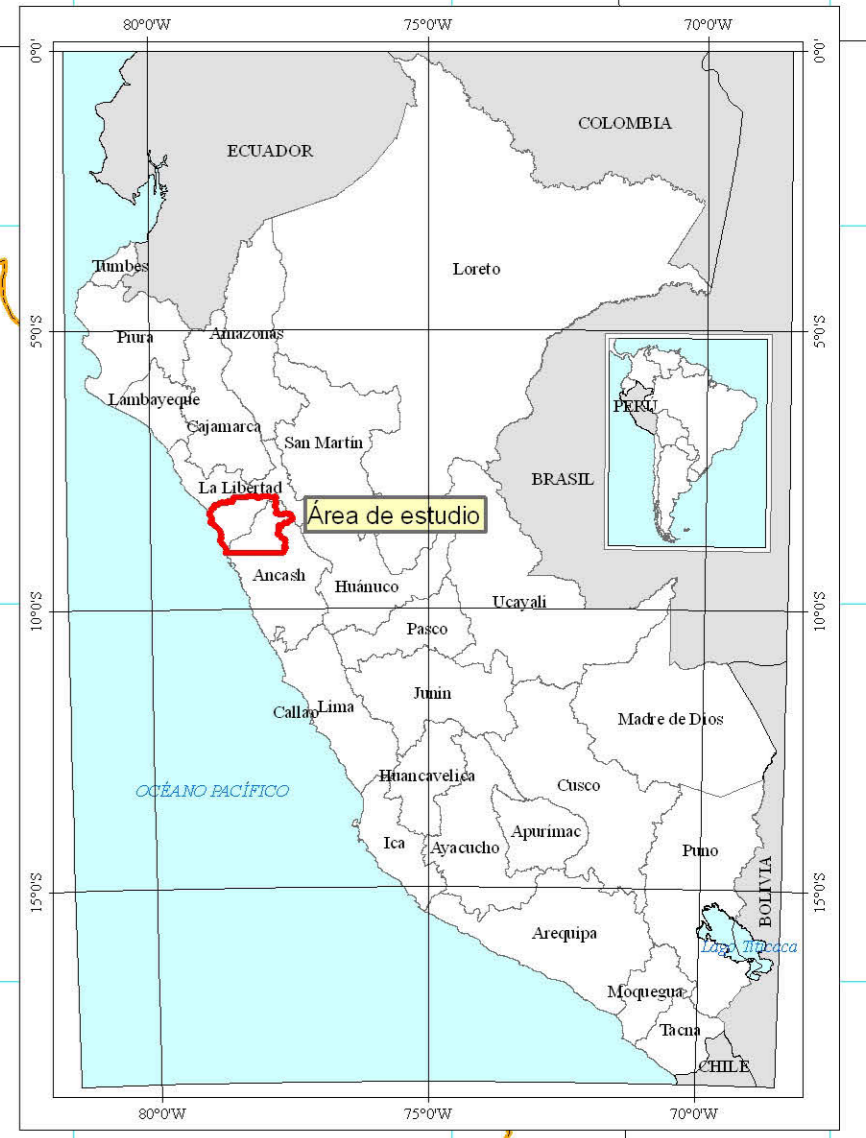 80°0'W
75°0'W
70°0'W
0°0'
0°0'
COLOMBIA
ECUADOR
Tumbes
Loreto
5°0'S
Piura
Amazonas
5°0'S
Lambayeque
PERU
Cajamarca
San Martín
BRASIL
La Libertad
Área de estudio
Ancash
Huánuco
Ucayali
10°0'S
Pasco
10°0'S
Junin
Callao
Lima
Madre de Dios
Huancavelica
Cusco
OCÉANO PACÍFICO
Ica
Ayacucho
Apurímac
Puno
15°0'S
BOLIVIA
15°0'S
Arequipa
Lago Titicaca
Moquegua
Tacna
CHILE
80°0'W
75°0'W
70°0'W